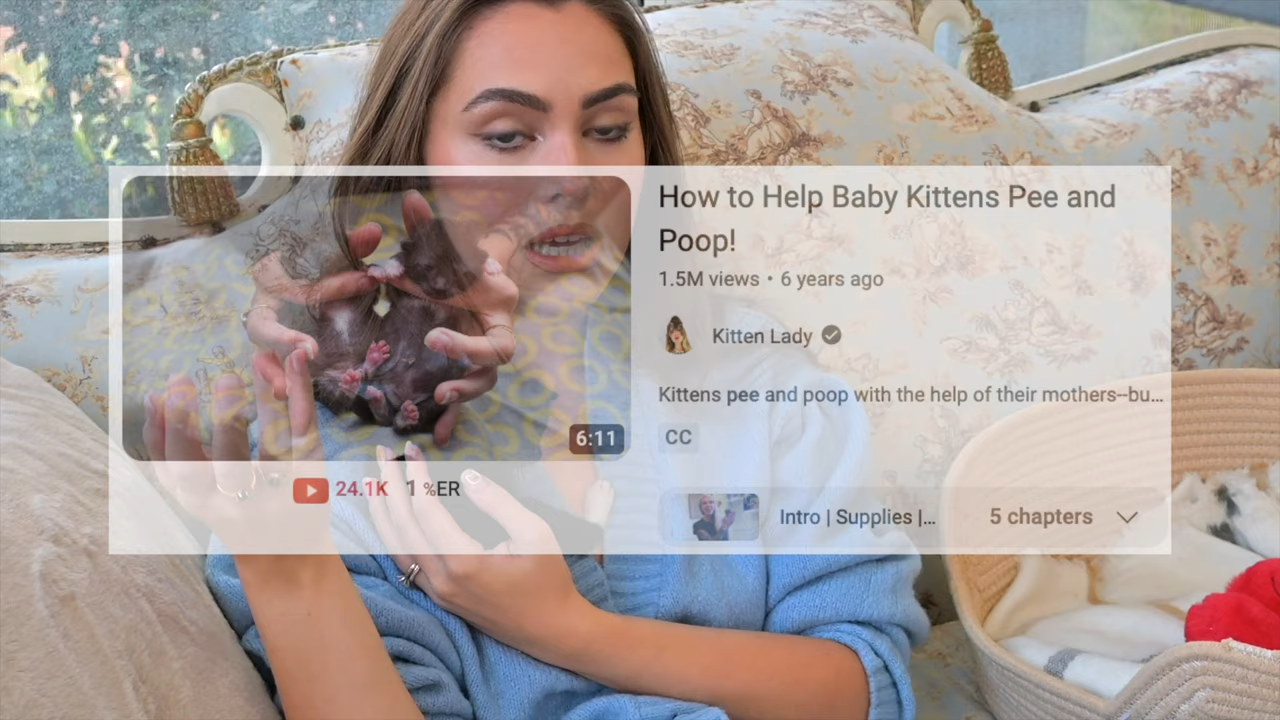 How to Help Baby Kittens Pee and
Poop!
1.5M views • 6 years ago
Kitten Lady
Kittens pee and poop with the help of their mothers--bu...
6:11
CC
24.1K 1 %ER
Intro | Supplies |... 5 chapters